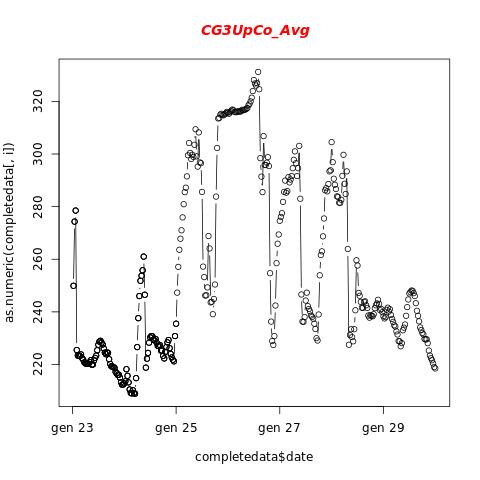 CG3UpCo_Avg
as.numeric(completedata[, i])
320
300
280
260
240
220
gen 23
gen 25
gen 27
gen 29
completedata$date